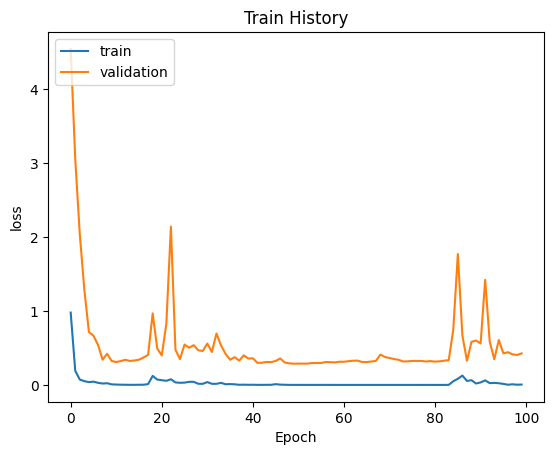 Train History
train
validation
4
3
2
1
0
loss
0 20 40 60 80 100
Epoch